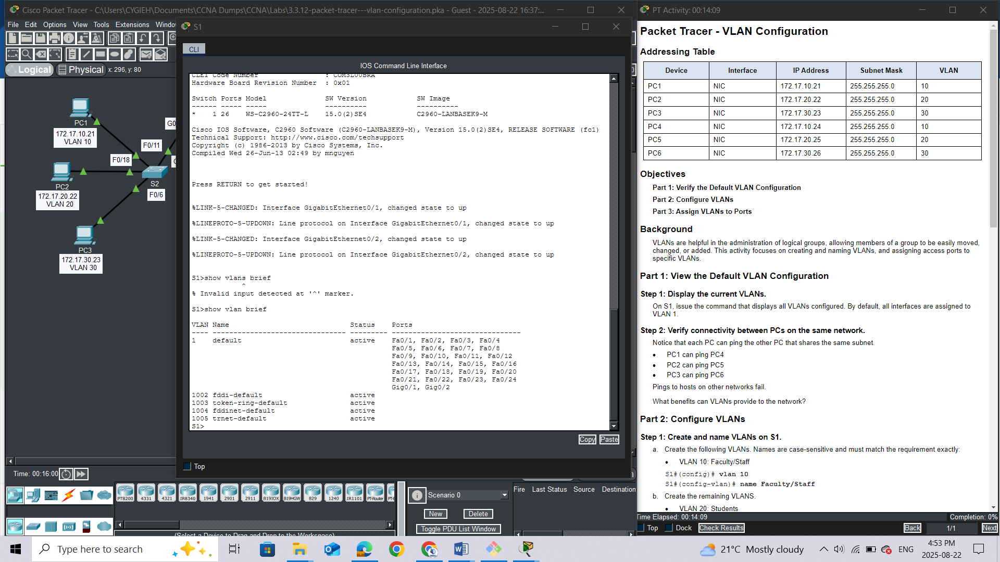 Cisco Packet Tracer - C:\Users\CYGIEH\Documents\CCNA Dumps\CCNA\Labs\3.3.12-packet-tracer---vlan-configuration.pka - Guest - 2025-08-22 16:37:...
File Edit Options View Tools Extensions Window
Logical Physical x: 296, y: 80
PC1
172.17.10.21
VLAN 10
G0
F0/11
F0/18
PC2
172.17.20.22
VLAN 20
S2
F0/6
PC3
172.17.30.23
VLAN 30
Time: 00:16:00
S1
CLI
IOS Command Line Interface
CLEI Code Number : COM3L00BRA
Hardware Board Revision Number : 0x01
Switch Ports Model SW Version SW Image
------ ----- ----- ---------- ----------
* 1 26 WS-C2960-24TT-L 15.0(2)SE4 C2960-LANBASEK9-M
Cisco IOS Software, C2960 Software (C2960-LANBASEK9-M), Version 15.0(2)SE4, RELEASE SOFTWARE (fc1)
Technical Support: http://www.cisco.com/techsupport
Copyright (c) 1986-2013 by Cisco Systems, Inc.
Compiled Wed 26-Jun-13 02:49 by mnguyen
Press RETURN to get started!
%LINK-5-CHANGED: Interface GigabitEthernet0/1, changed state to up
%LINEPROTO-5-UPDOWN: Line protocol on Interface GigabitEthernet0/1, changed state to up
%LINK-5-CHANGED: Interface GigabitEthernet0/2, changed state to up
%LINEPROTO-5-UPDOWN: Line protocol on Interface GigabitEthernet0/2, changed state to up
S1>show vlans brief
^
% Invalid input detected at '^' marker.
S1>show vlan brief
VLAN Name Status Ports
---- -------------------------------- --------- -------------------------------
1 default active Fa0/1, Fa0/2, Fa0/3, Fa0/4
Fa0/5, Fa0/6, Fa0/7, Fa0/8
Fa0/9, Fa0/10, Fa0/11, Fa0/12
Fa0/13, Fa0/14, Fa0/15, Fa0/16
Fa0/17, Fa0/18, Fa0/19, Fa0/20
Fa0/21, Fa0/22, Fa0/23, Fa0/24
Gig0/1, Gig0/2
1002 fddi-default active
1003 token-ring-default active
1004 fddinet-default active
1005 trnet-default active
S1>
Copy Paste
Top
PT8200 4331 4321 IR8340 1941 2901 2911 819IOX 819HGW 829 1240 IR1101 PT-Router
(Select a Device to Drag and Drop to the Workspace)
Scenario 0
New Delete
Toggle PDU List Window
Fire Last Status Source Destination
PT Activity: 00:14:09
Packet Tracer - VLAN Configuration
Addressing Table
Device Interface IP Address Subnet Mask VLAN
PC1 NIC 172.17.10.21 255.255.255.0 10
PC2 NIC 172.17.20.22 255.255.255.0 20
PC3 NIC 172.17.30.23 255.255.255.0 30
PC4 NIC 172.17.10.24 255.255.255.0 10
PC5 NIC 172.17.20.25 255.255.255.0 20
PC6 NIC 172.17.30.26 255.255.255.0 30
Objectives
Part 1: Verify the Default VLAN Configuration
Part 2: Configure VLANs
Part 3: Assign VLANs to Ports
Background
VLANs are helpful in the administration of logical groups, allowing members of a group to be easily moved,
changed, or added. This activity focuses on creating and naming VLANs, and assigning access ports to
specific VLANs.
Part 1: View the Default VLAN Configuration
Step 1: Display the current VLANs.
On S1, issue the command that displays all VLANs configured. By default, all interfaces are assigned to
VLAN 1.
Step 2: Verify connectivity between PCs on the same network.
Notice that each PC can ping the other PC that shares the same subnet.
• PC1 can ping PC4
• PC2 can ping PC5
• PC3 can ping PC6
Pings to hosts on other networks fail.
What benefits can VLANs provide to the network?
Part 2: Configure VLANs
Step 1: Create and name VLANs on S1.
a. Create the following VLANs. Names are case-sensitive and must match the requirement exactly:
• VLAN 10: Faculty/Staff
S1#(config)# vlan 10
S1#(config-vlan)# name Faculty/Staff
b. Create the remaining VLANS.
• VLAN 20: Students
Time Elapsed: 00:14:09 Completion: 0%
Top Dock Check Results Back 1/1 Next
Type here to search
21°C Mostly cloudy
ENG
4:53 PM
2025-08-22